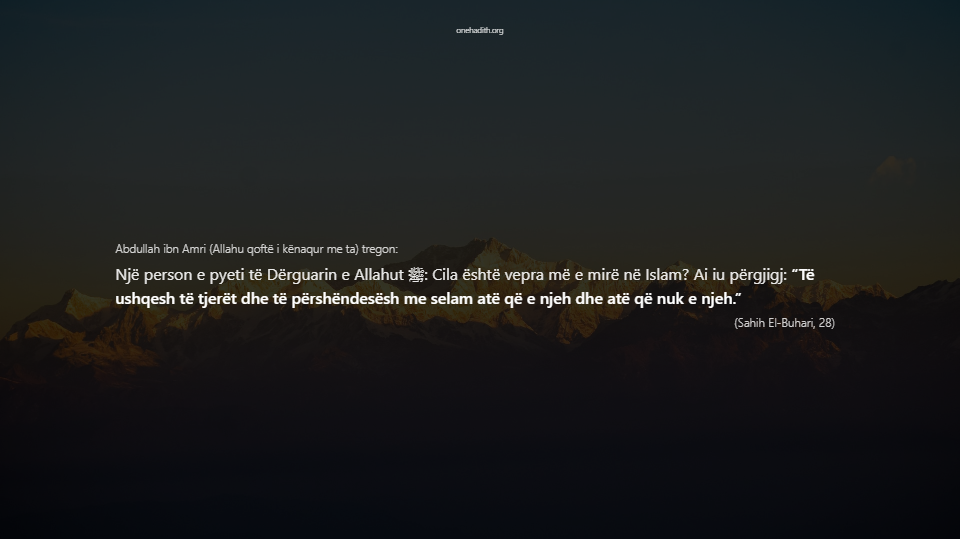 onehadith.org
Abdullah ibn Amri (Allahu qoftë i kënaqur me ta) tregon:
Një person e pyeti të Dërguarin e Allahut ﷺ: Cila është vepra më e mirë në Islam? Ai iu përgjigj: “Të
ushqesh të tjerët dhe të përshëndesësh me selam atë që e njeh dhe atë që nuk e njeh.”
(Sahih El-Buhari, 28)